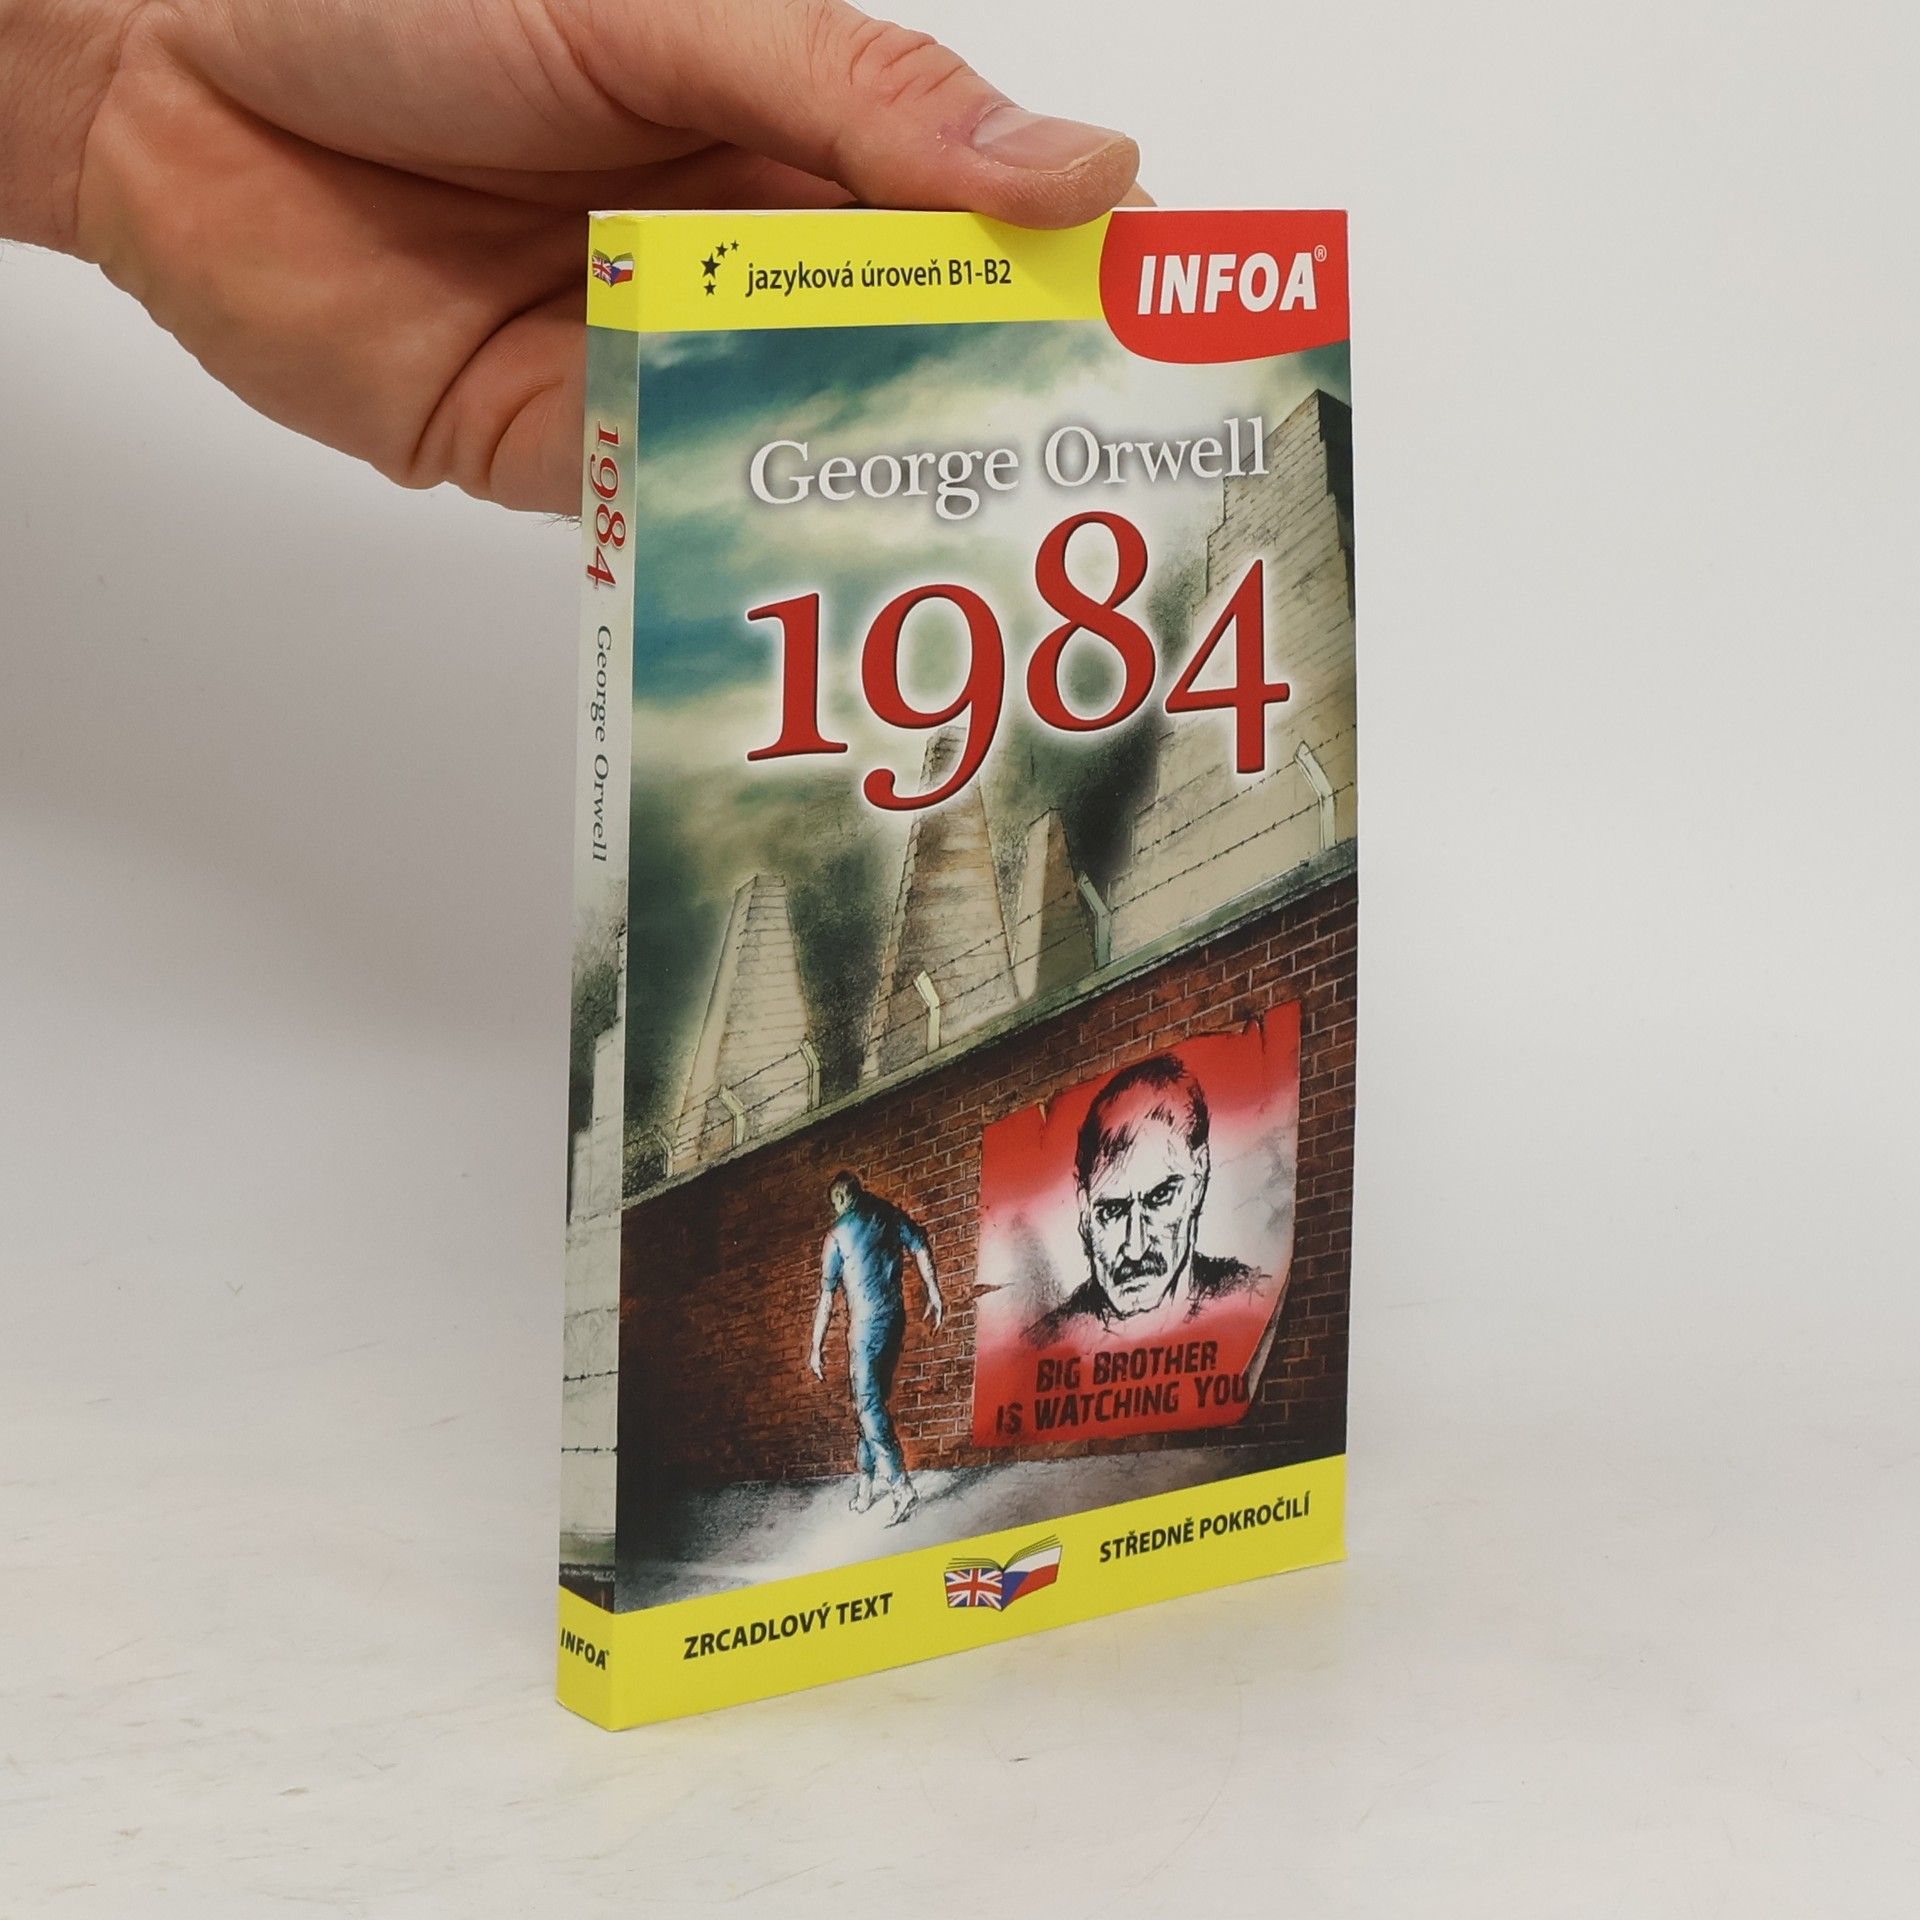 jazyková úroveň B1-B2
INFOA®
George Orwell
1984
BIG BROTHER
IS WATCHING YOU
ZRCADLOVÝ TEXT
STŘEDNĚ POKROČILÍ
1984 George Orwell
INFOA®